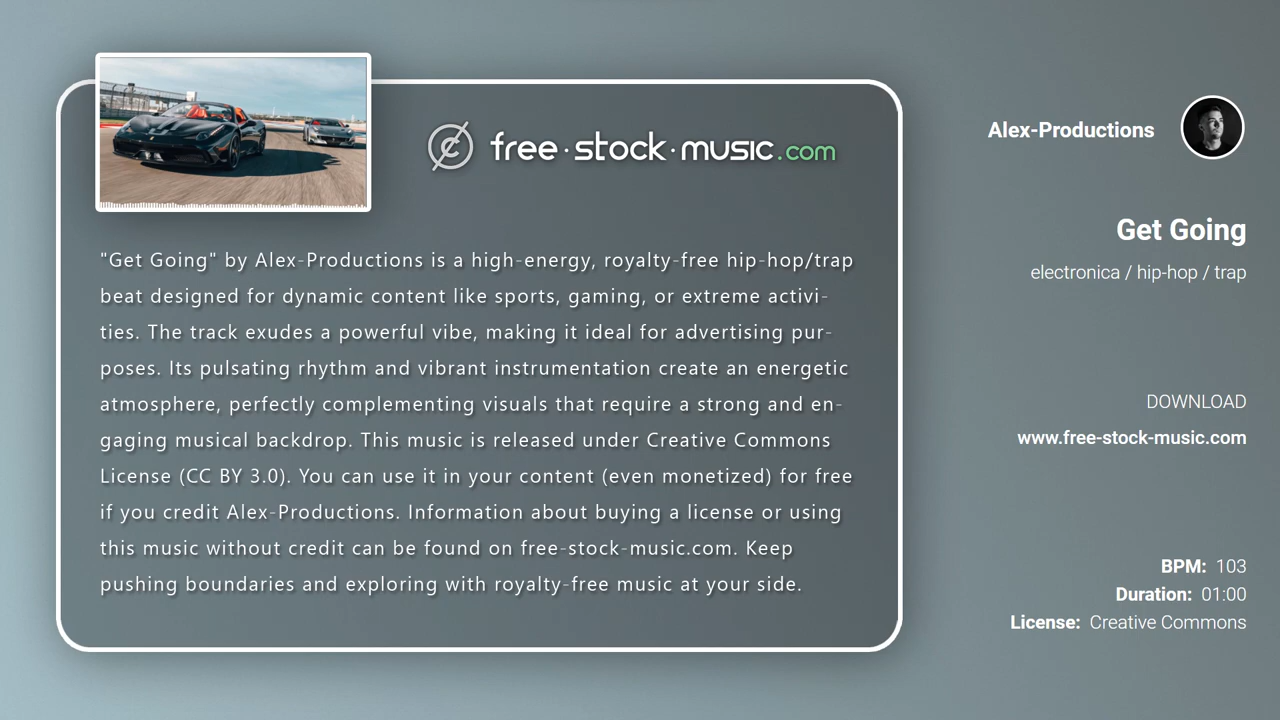 free·stock·music.com
"Get Going" by Alex-Productions is a high-energy, royalty-free hip-hop/trap
beat designed for dynamic content like sports, gaming, or extreme activi-
ties. The track exudes a powerful vibe, making it ideal for advertising pur-
poses. Its pulsating rhythm and vibrant instrumentation create an energetic
atmosphere, perfectly complementing visuals that require a strong and en-
gaging musical backdrop. This music is released under Creative Commons
License (CC BY 3.0). You can use it in your content (even monetized) for free
if you credit Alex-Productions. Information about buying a license or using
this music without credit can be found on free-stock-music.com. Keep
pushing boundaries and exploring with royalty-free music at your side.
Alex-Productions
Get Going
electronica / hip-hop / trap
DOWNLOAD
www.free-stock-music.com
BPM: 103
Duration: 01:00
License: Creative Commons